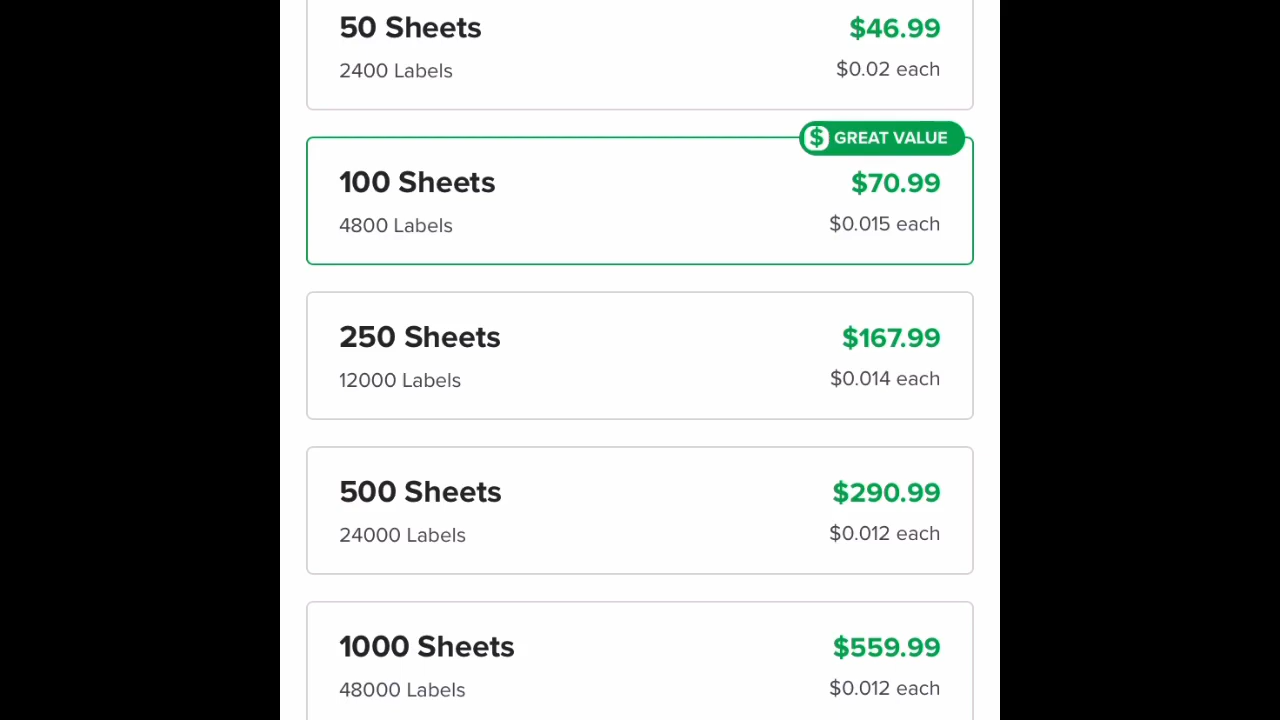 50 Sheets $46.99
2400 Labels $0.02 each
$ GREAT VALUE
100 Sheets $70.99
4800 Labels $0.015 each
250 Sheets $167.99
12000 Labels $0.014 each
500 Sheets $290.99
24000 Labels $0.012 each
1000 Sheets $559.99
48000 Labels $0.012 each